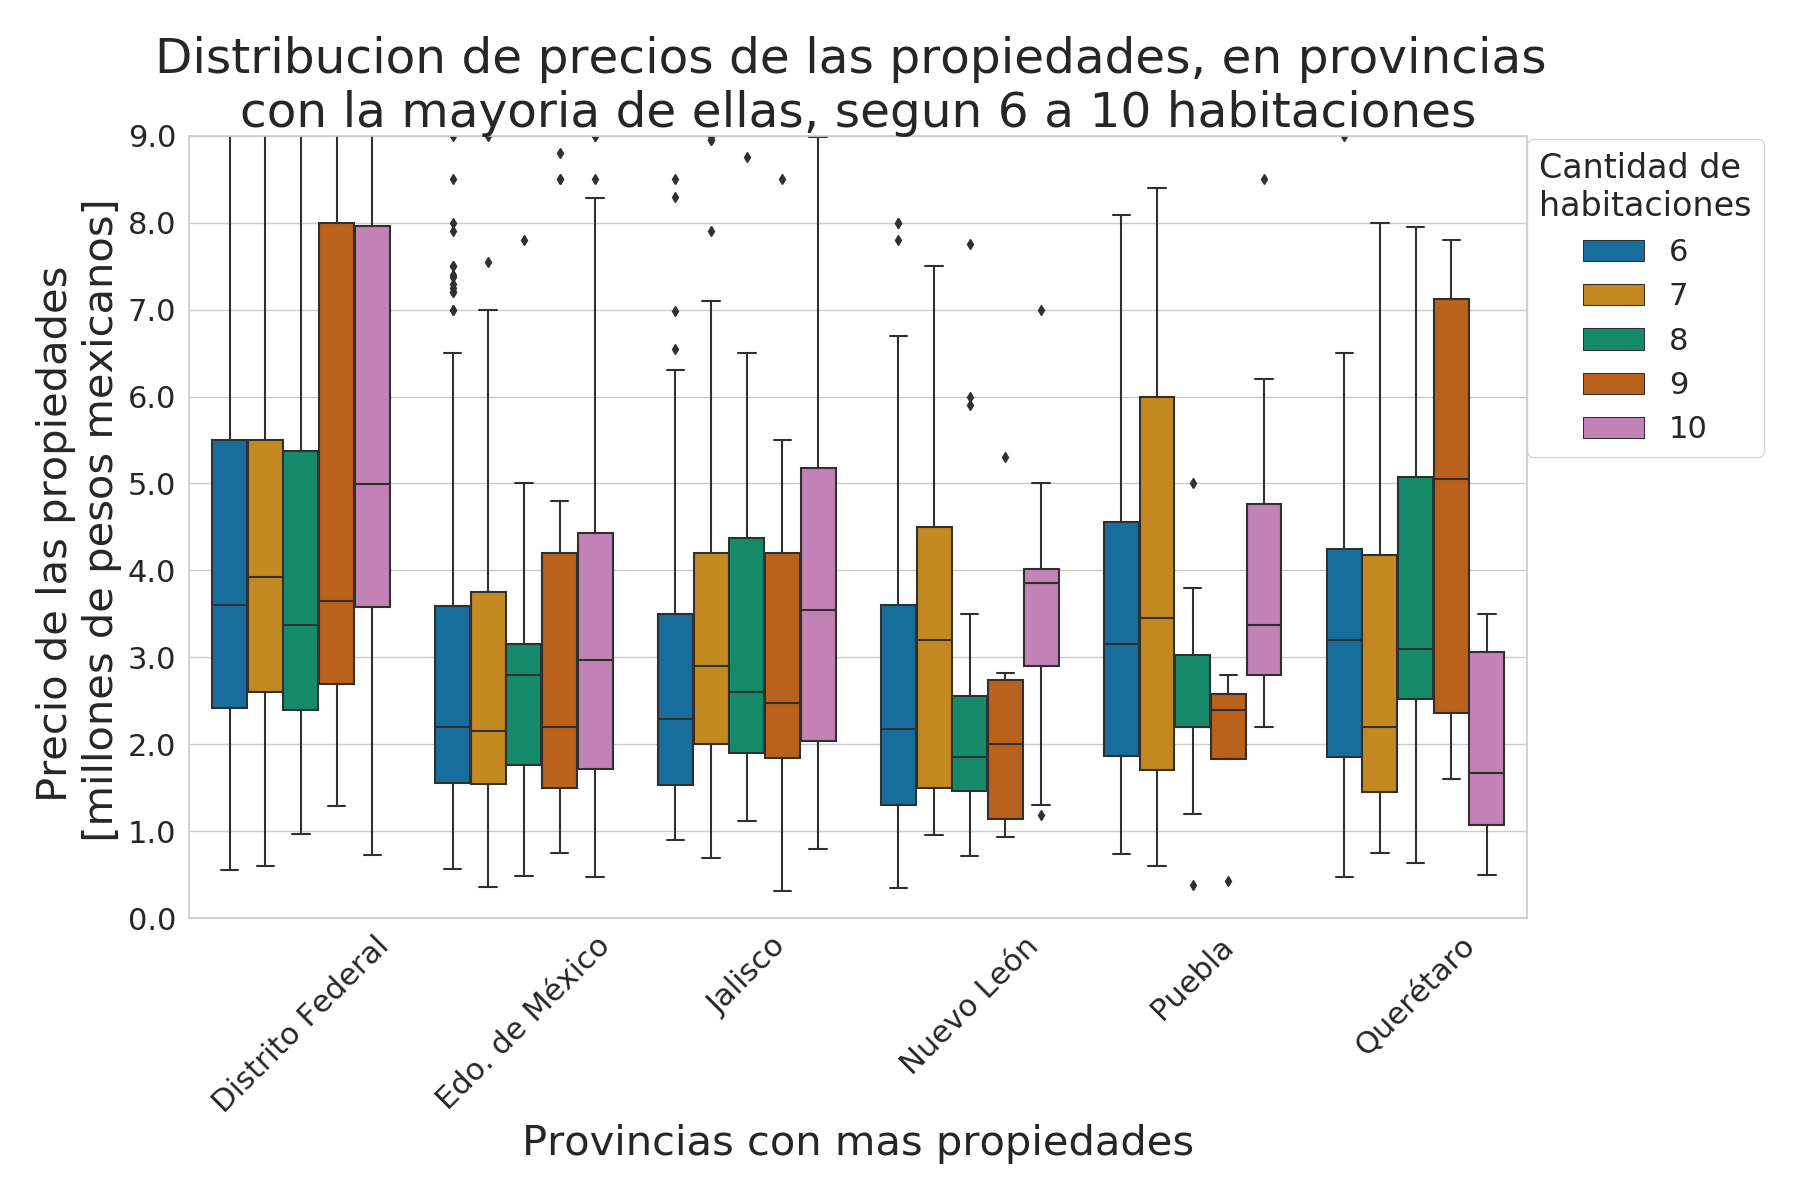 Distribucion de precios de las propiedades, en provincias
con la mayoria de ellas, segun 6 a 10 habitaciones
Precio de las propiedades
[millones de pesos mexicanos]
9.0
8.0
7.0
6.0
5.0
4.0
3.0
2.0
1.0
0.0
Cantidad de
habitaciones
6
7
8
9
10
Distrito Federal
Edo. de México
Jalisco
Nuevo León
Puebla
Querétaro
Provincias con mas propiedades